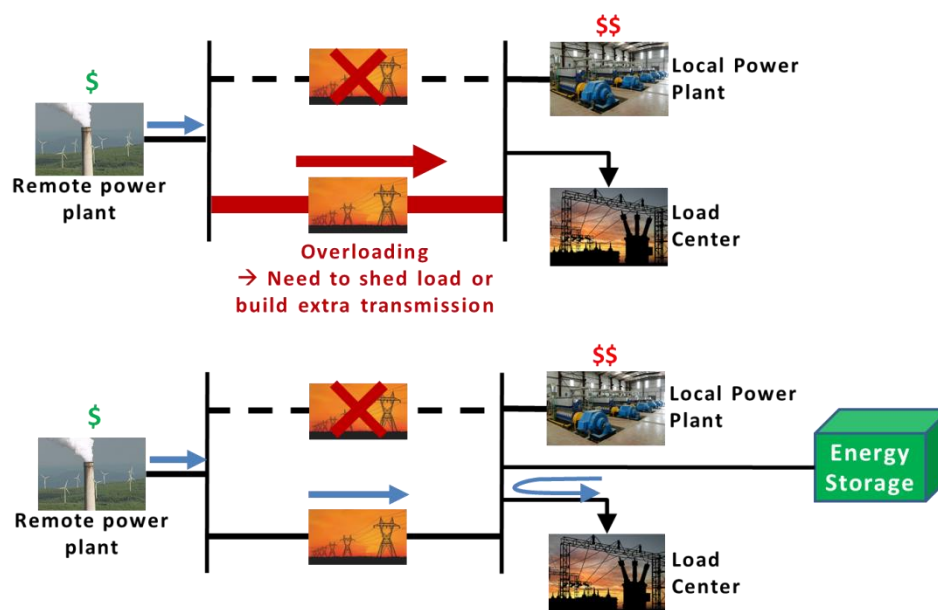 $$
Local Power
Plant
$
Remote power
plant
Load
Center
Overloading
→ Need to shed load or
build extra transmission
$$
Local Power
Plant
$
Energy
Storage
Remote power
plant
Load
Center